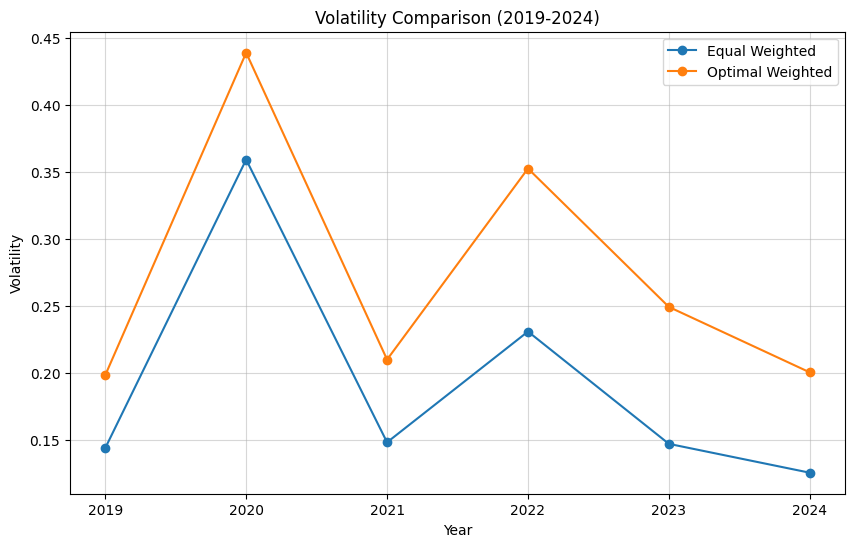 Volatility Comparison (2019-2024)
Equal Weighted
Optimal Weighted
Volatility
0.45
0.40
0.35
0.30
0.25
0.20
0.15
2019 2020 2021 2022 2023 2024
Year